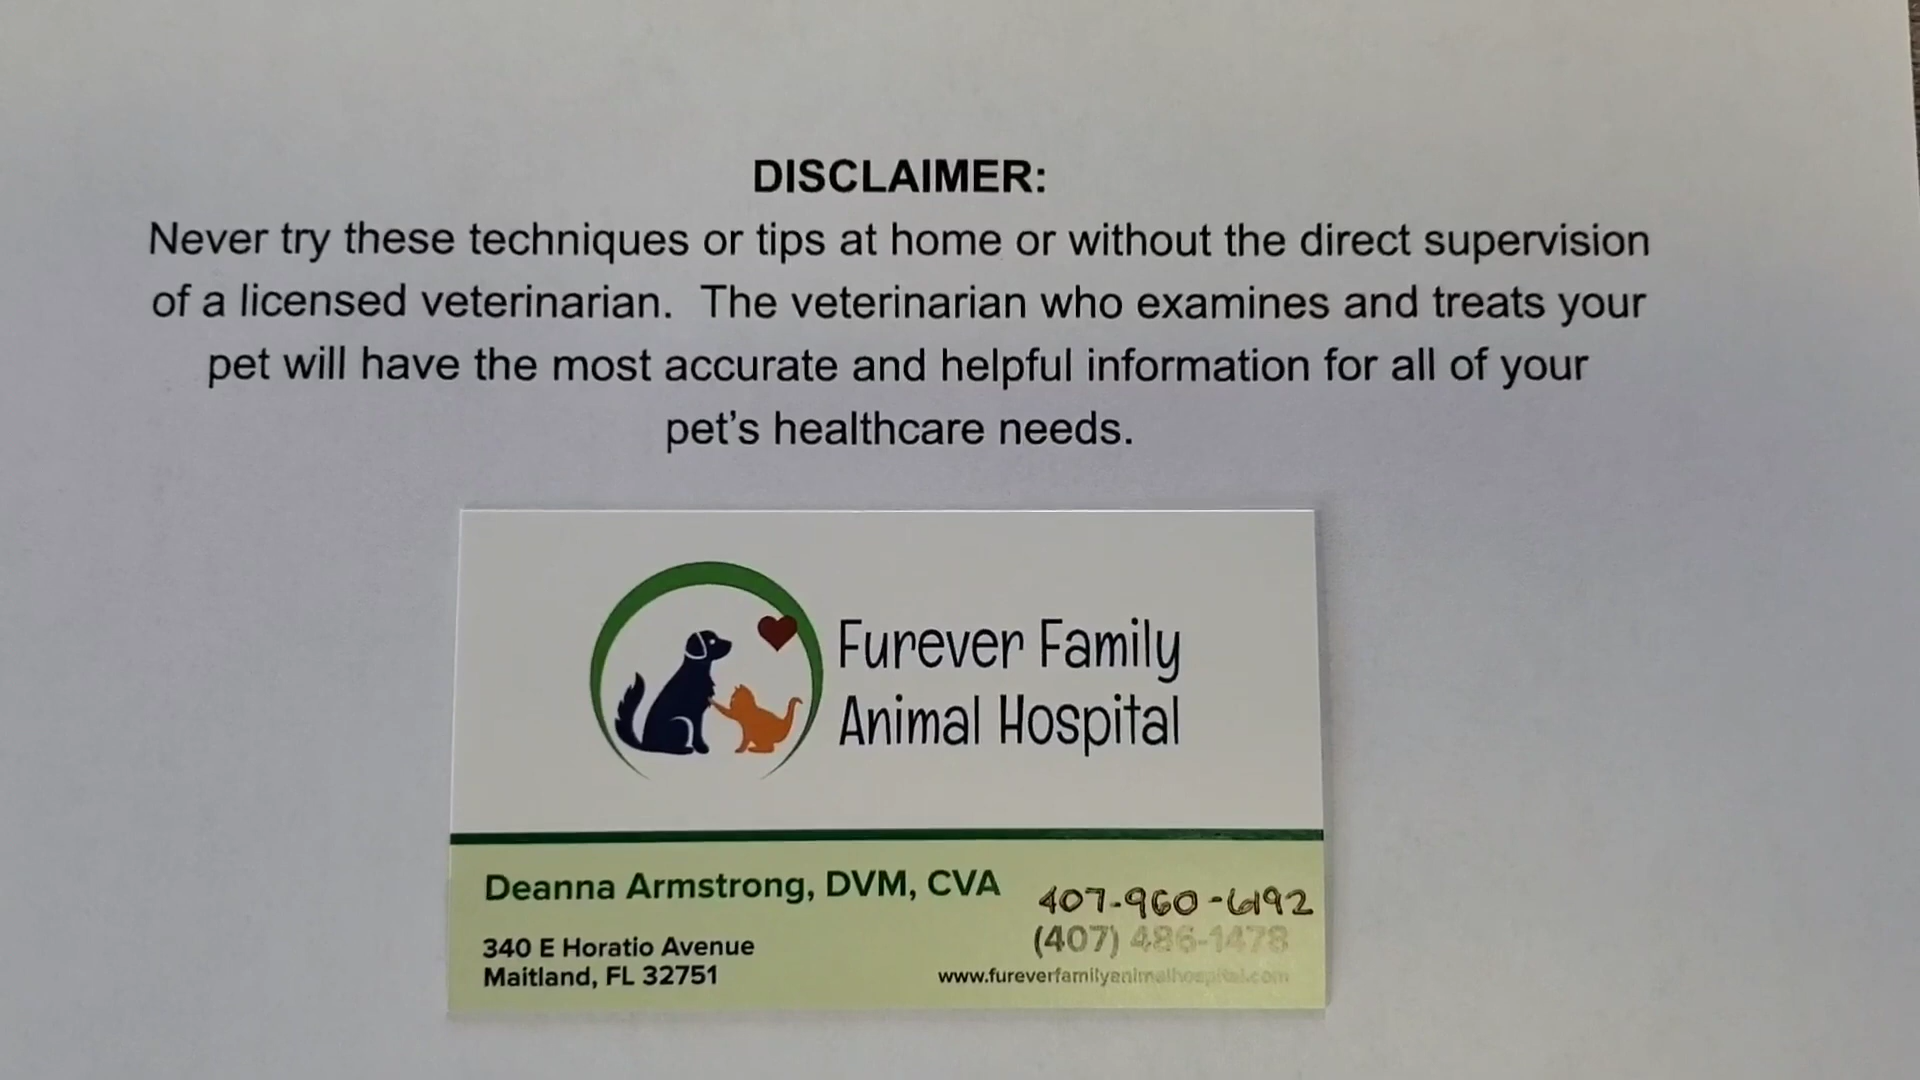 DISCLAIMER:
Never try these techniques or tips at home or without the direct supervision
of a licensed veterinarian. The veterinarian who examines and treats your
pet will have the most accurate and helpful information for all of your
pet's healthcare needs.
Furever Family
Animal Hospital
Deanna Armstrong, DVM, CVA
407-960-6192
(407) 486-1478
340 E Horatio Avenue
Maitland, FL 32751
www.fureverfamilyanimalhospital.com